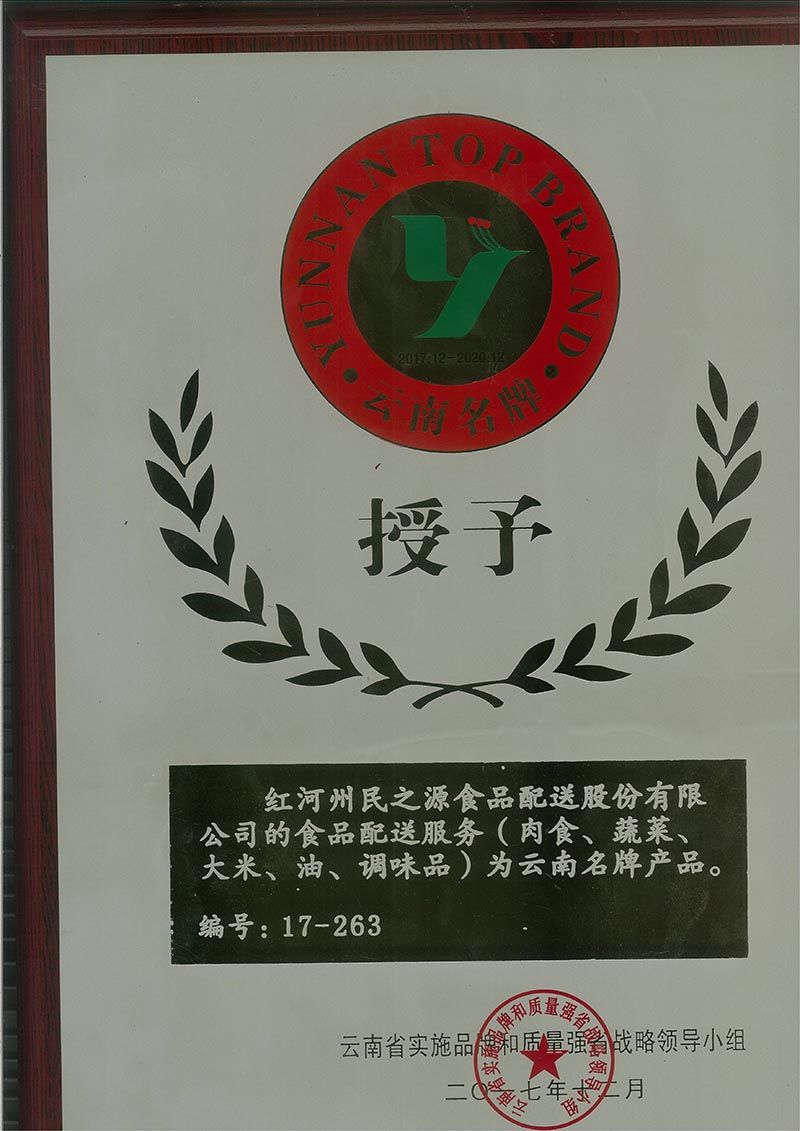 YUNNAN TOP BRAND
2017.12-2020.12
云南名牌
授予
红河州民之源食品配送股份有限
公司的食品配送服务(肉食、蔬菜、
大米、油、调味品)为云南名牌产品。
编号:17-263
云南省实施品牌和质量强省战略领导小组
二〇一七年十二月
云南省实施品牌和质量强省战略领导小组